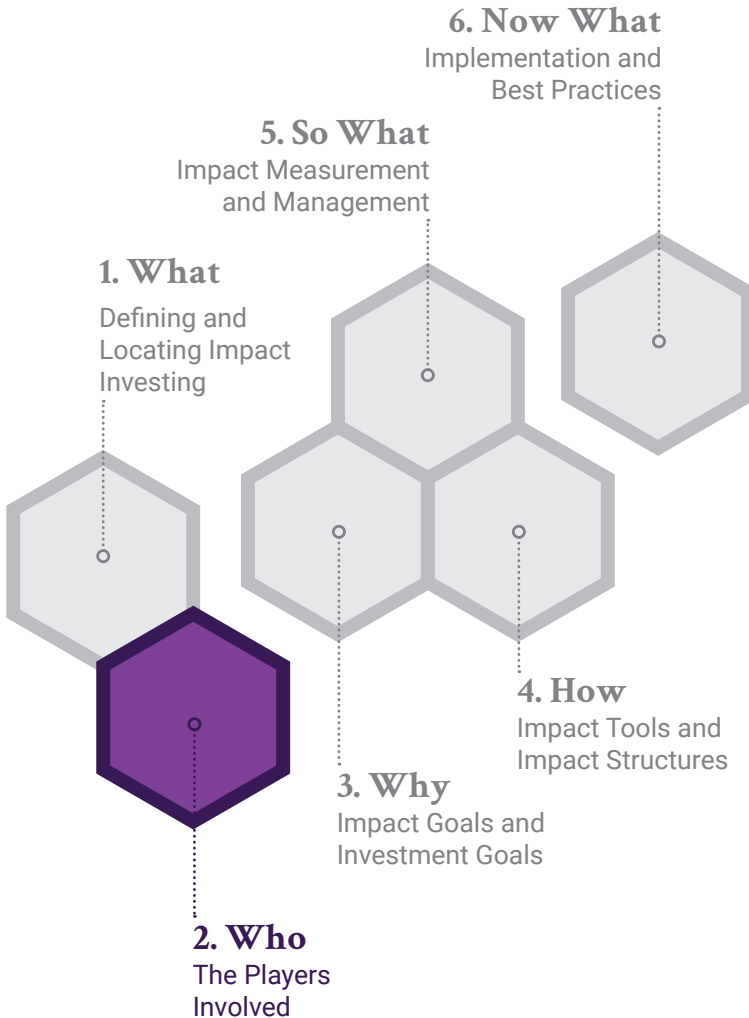 6. Now What
Implementation and
Best Practices
5. So What
Impact Measurement
and Management
1. What
Defining and
Locating Impact
Investing
4. How
Impact Tools and
Impact Structures
3. Why
Impact Goals and
Investment Goals
2. Who
The Players
Involved